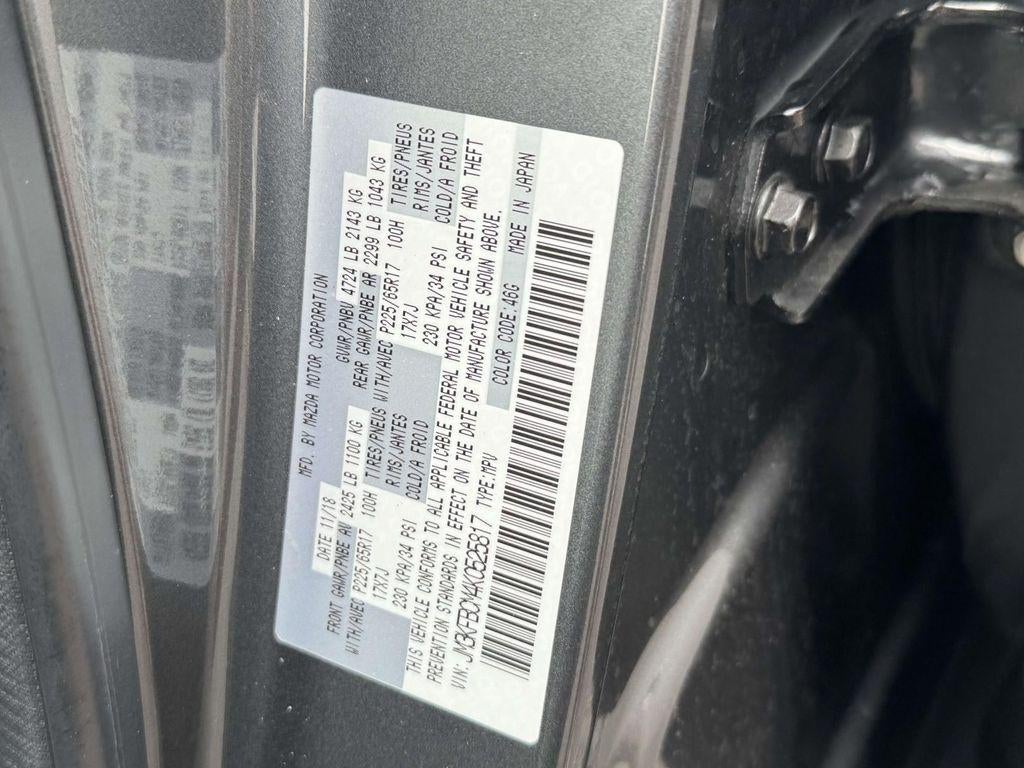 MFD. BY MAZDA MOTOR CORPORATION
DATE 11/18 GVWR/PNBV 4724 LB 2143 KG
FRONT GAWR/PNBE AV 2425 LB 1100 KG REAR GAWR/PNBE AR 2299 LB 1043 KG
WITH/AVEC P225/65R17 100H TIRES/PNEUS WITH/AVEC P225/65R17 100H TIRES/PNEUS
17X7J RIMS/JANTES 17X7J RIMS/JANTES
230 KPA/34 PSI COLD/A FROID 230 KPA/34 PSI COLD/A FROID
THIS VEHICLE CONFORMS TO ALL APPLICABLE FEDERAL MOTOR VEHICLE SAFETY AND THEFT
PREVENTION STANDARDS IN EFFECT ON THE DATE OF MANUFACTURE SHOWN ABOVE.
VIN: JM3KFBCM4K0525817 TYPE:MPV COLOR CODE:46G MADE IN JAPAN